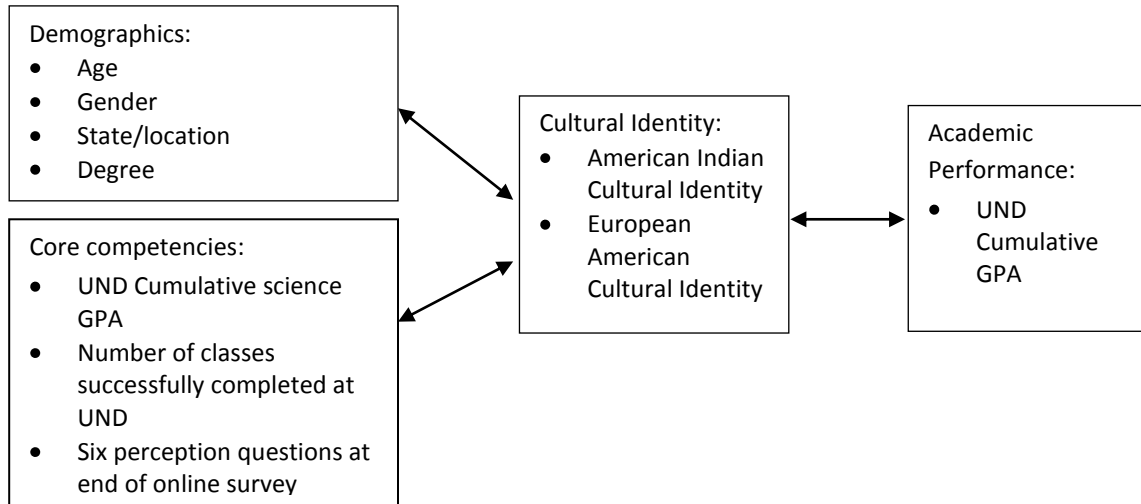 Demographics:
• Age
• Gender
• State/location
• Degree
Core competencies:
• UND Cumulative science
GPA
• Number of classes
successfully completed at
UND
• Six perception questions at
end of online survey
Cultural Identity:
• American Indian
Cultural Identity
• European
American
Cultural Identity
Academic
Performance:
• UND
Cumulative
GPA